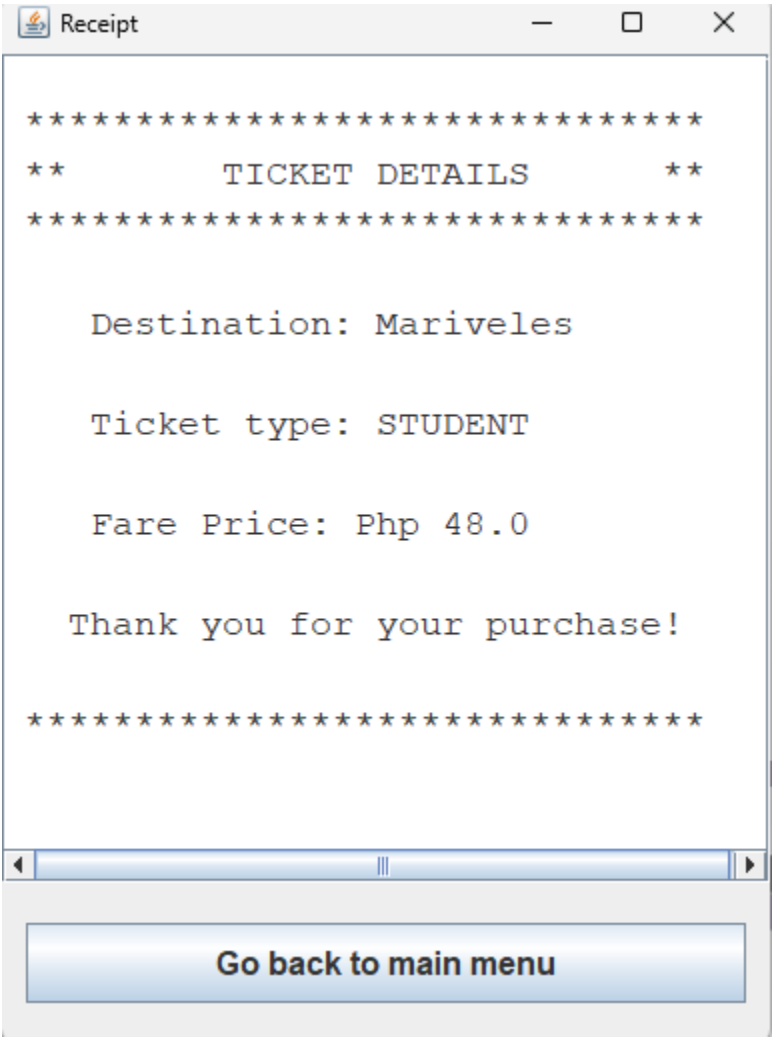 Receipt
*******************************
** TICKET DETAILS **
*******************************
Destination: Mariveles
Ticket type: STUDENT
Fare Price: Php 48.0
Thank you for your purchase!
*******************************
Go back to main menu